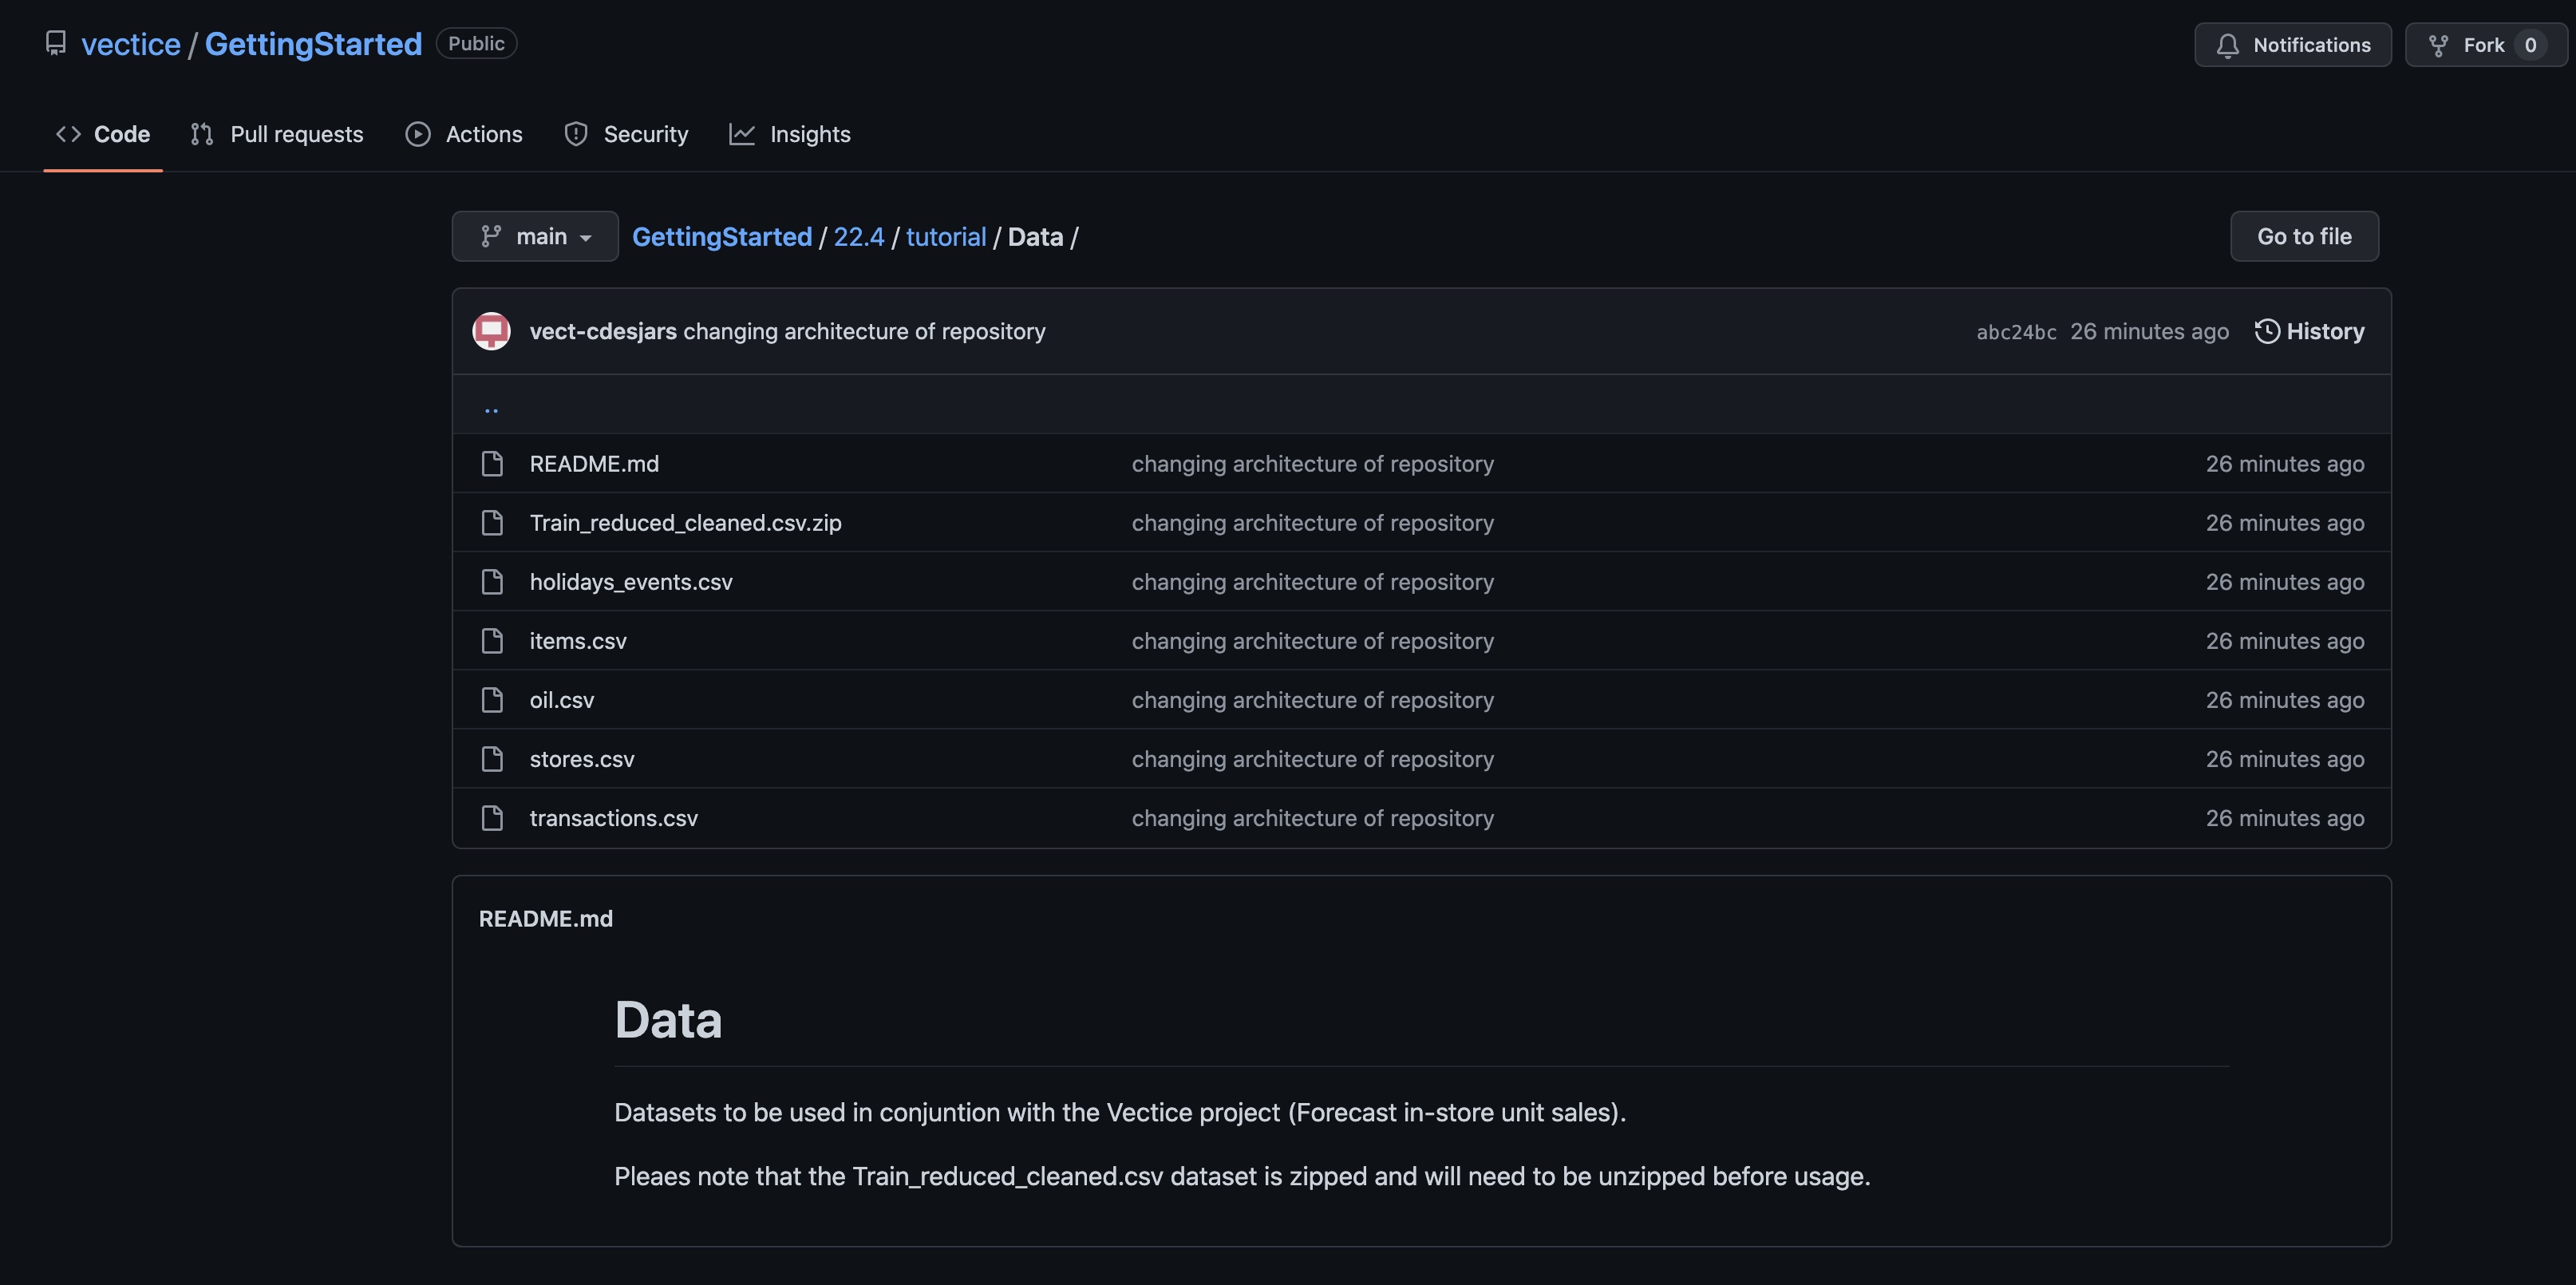 vectice / GettingStarted Public
Notifications
Fork 0
Code Pull requests Actions Security Insights
main GettingStarted / 22.4 / tutorial / Data /
Go to file
vect-cdesjars changing architecture of repository abc24bc 26 minutes ago History
..
README.md changing architecture of repository 26 minutes ago
Train_reduced_cleaned.csv.zip changing architecture of repository 26 minutes ago
holidays_events.csv changing architecture of repository 26 minutes ago
items.csv changing architecture of repository 26 minutes ago
oil.csv changing architecture of repository 26 minutes ago
stores.csv changing architecture of repository 26 minutes ago
transactions.csv changing architecture of repository 26 minutes ago
README.md
Data
Datasets to be used in conjuntion with the Vectice project (Forecast in-store unit sales).
Pleaes note that the Train_reduced_cleaned.csv dataset is zipped and will need to be unzipped before usage.